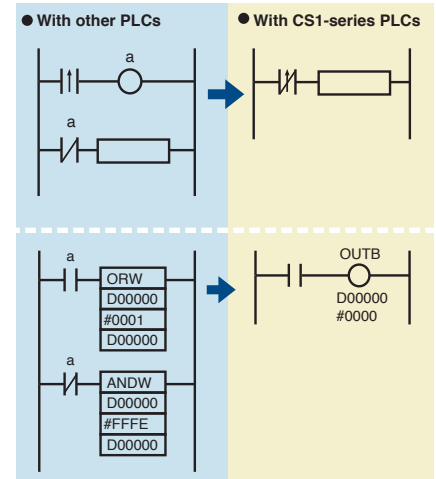 ● With other PLCs
● With CS1-series PLCs
a
a
a
ORW
D00000
#0001
D00000
a
ANDW
D00000
#FFFE
D00000
OUTB
D00000
#0000